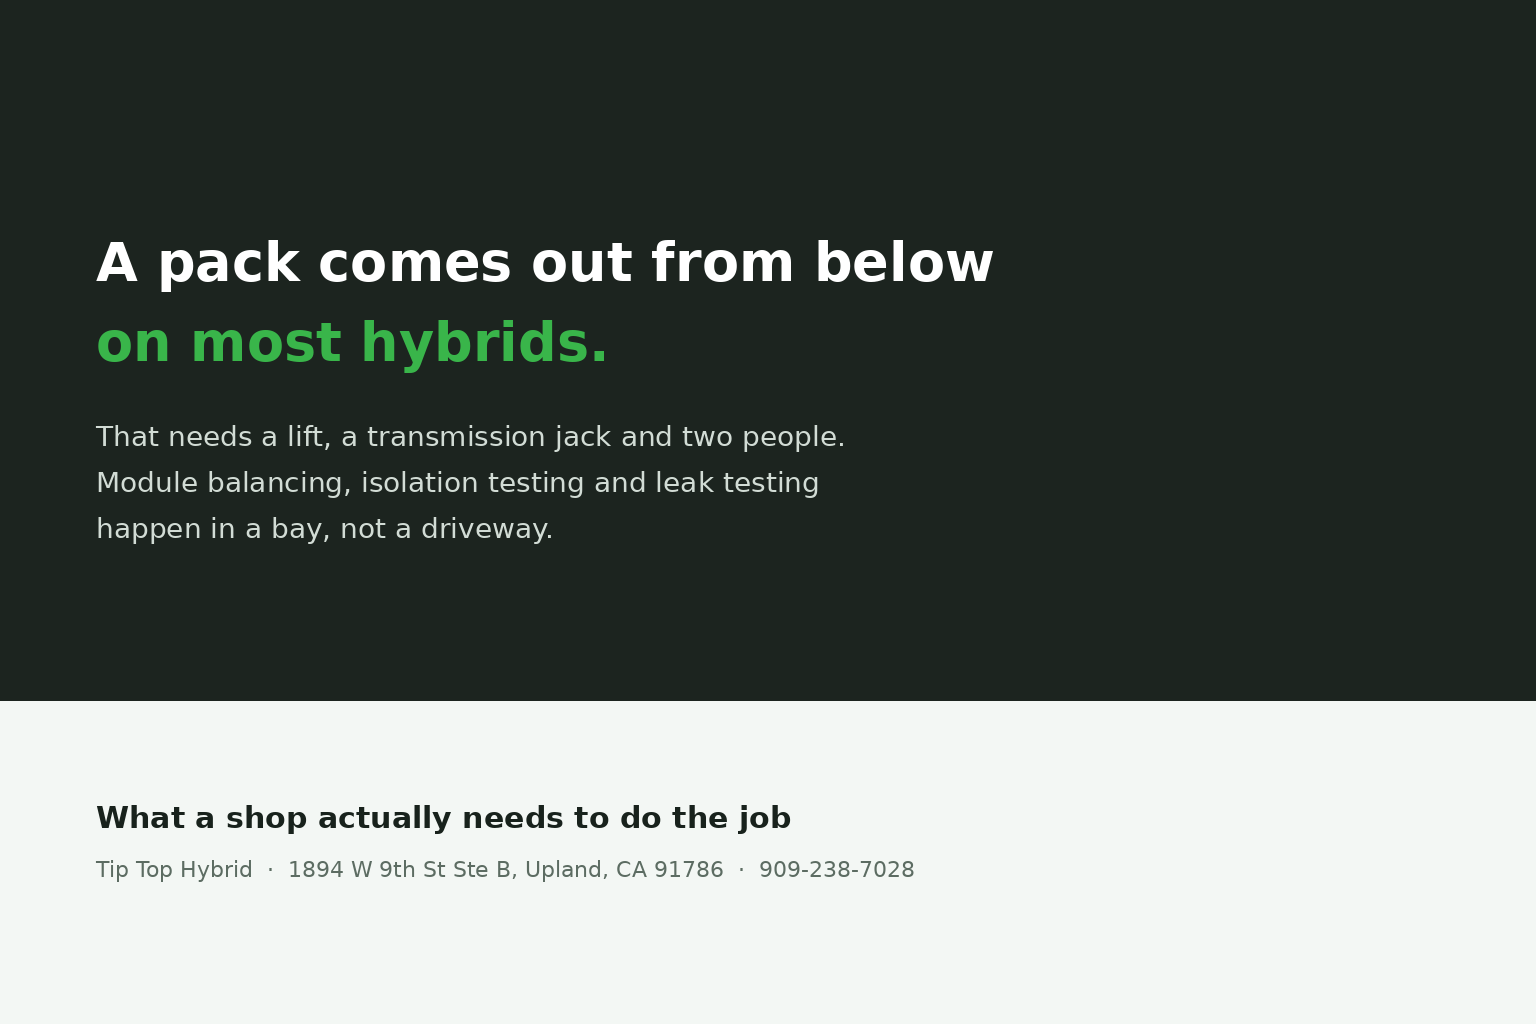 A pack comes out from below
on most hybrids.
That needs a lift, a transmission jack and two people.
Module balancing, isolation testing and leak testing
happen in a bay, not a driveway.
What a shop actually needs to do the job
Tip Top Hybrid · 1894 W 9th St Ste B, Upland, CA 91786 · 909-238-7028